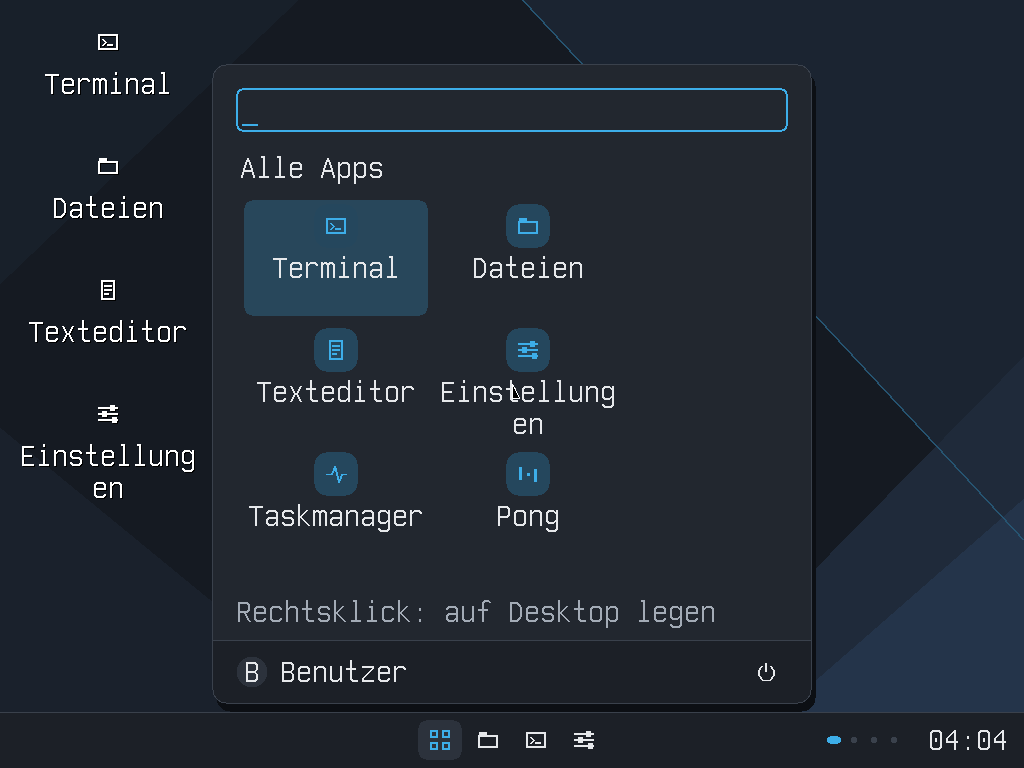 Terminal
Dateien
Texteditor
Einstellung
en
_
Alle Apps
Terminal
Dateien
Texteditor
Einstellung
en
Taskmanager
Pong
Rechtsklick: auf Desktop legen
B Benutzer
04:04